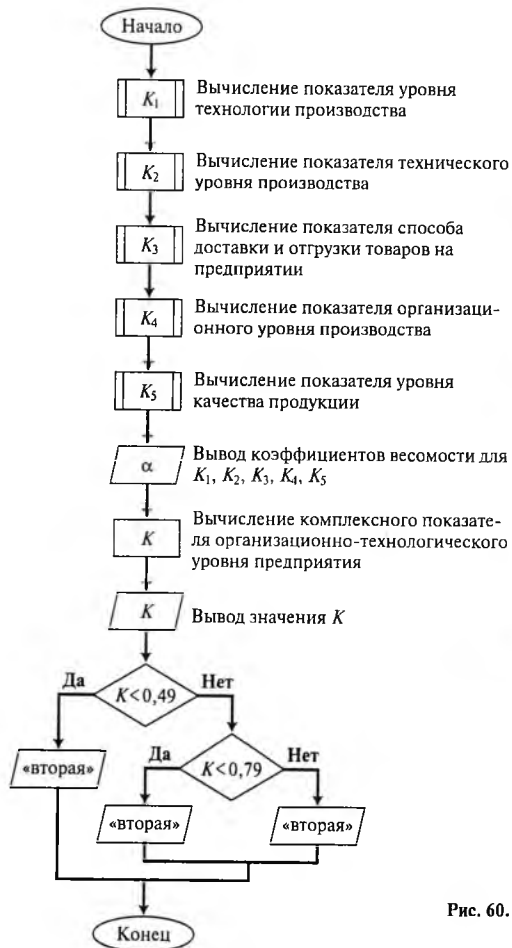 Начало
K₁
Вычисление показателя уровня
технологии производства
K₂
Вычисление показателя технического
уровня производства
K₃
Вычисление показателя способа
доставки и отгрузки товаров на
предприятии
K₄
Вычисление показателя организаци-
онного уровня производства
K₅
Вычисление показателя уровня
качества продукции
α
Вывод коэффициентов весомости для
K₁, K₂, K₃, K₄, K₅
K
Вычисление комплексного показате-
ля организационно-технологического
уровня предприятия
K
Вывод значения K
Да
K<0,49
Нет
«вторая»
Да
K<0,79
Нет
«вторая»
«вторая»
Конец
Рис. 60.